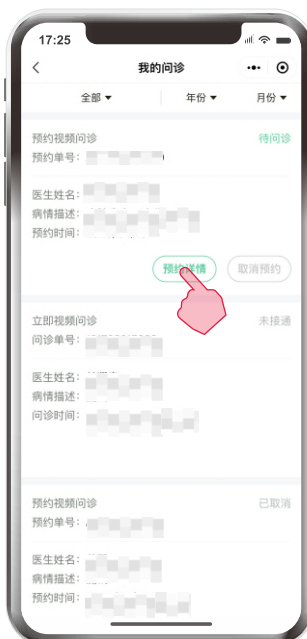 17:25
我的问诊
全部 年份 月份
预约视频问诊 待问诊
预约单号：
医生姓名：
病情描述：
预约时间：
预约详情 取消预约
立即视频问诊 未接通
问诊单号：
医生姓名：
病情描述：
问诊时间：
预约视频问诊 已取消
预约单号：
医生姓名：
病情描述：
预约时间：